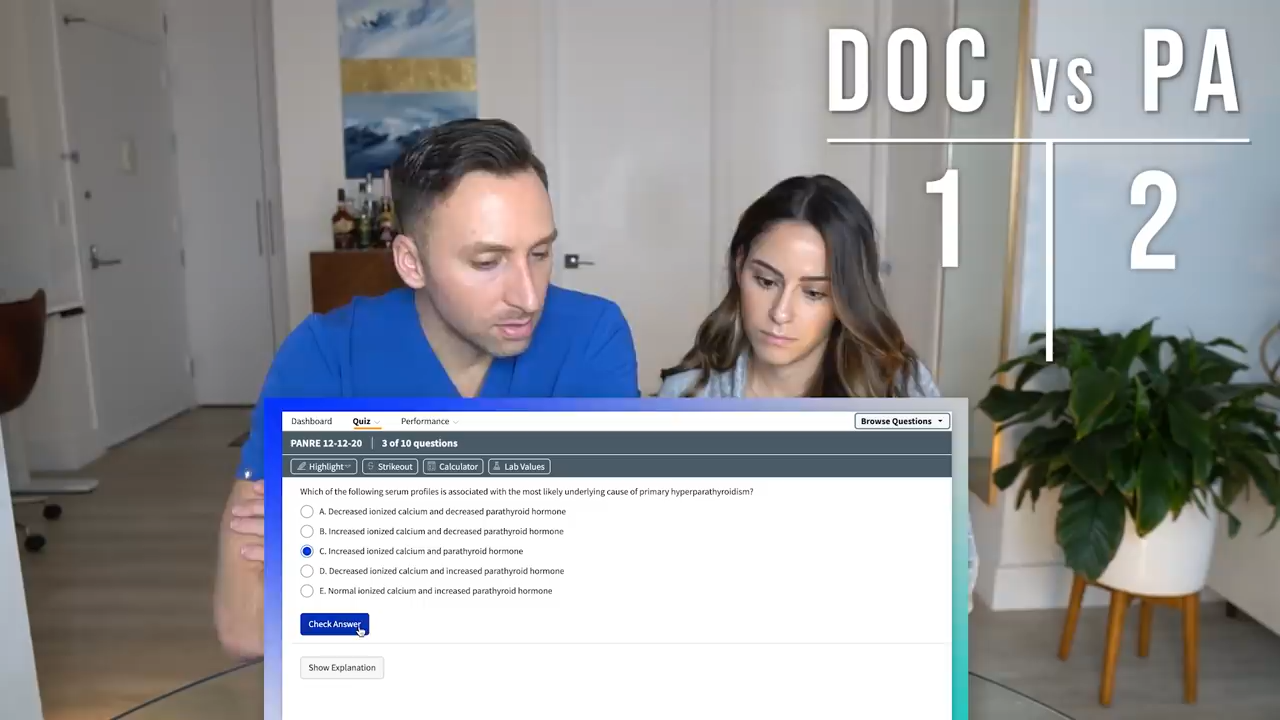 DOC VS PA
1 2
Dashboard Quiz Performance Browse Questions
PANRE 12-12-20 | 3 of 10 questions
Highlight Strikeout Calculator Lab Values
Which of the following serum profiles is associated with the most likely underlying cause of primary hyperparathyroidism?
A. Decreased ionized calcium and decreased parathyroid hormone
B. Increased ionized calcium and decreased parathyroid hormone
C. Increased ionized calcium and parathyroid hormone
D. Decreased ionized calcium and increased parathyroid hormone
E. Normal ionized calcium and increased parathyroid hormone
Check Answer
Show Explanation